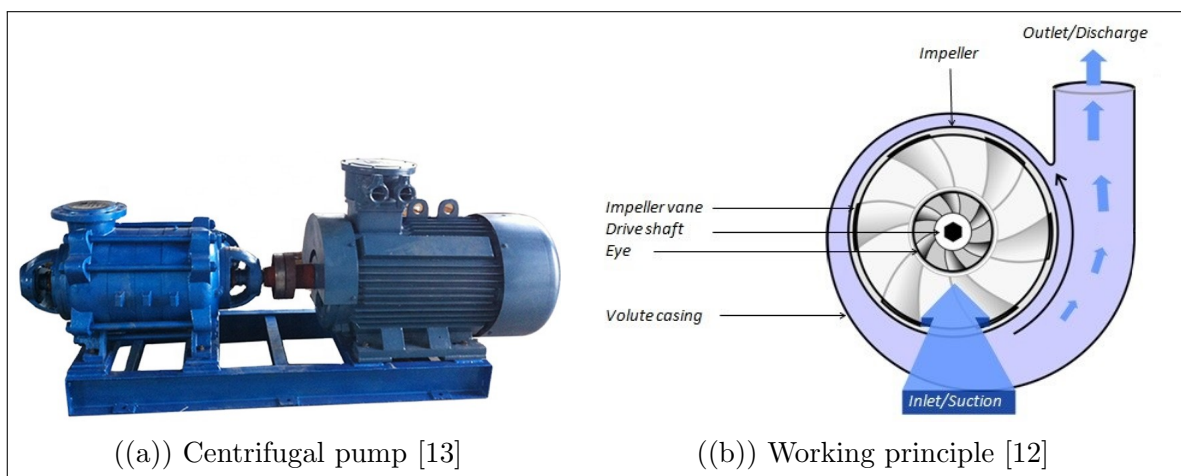 Outlet/Discharge
Impeller
Impeller vane
Drive shaft
Eye
Volute casing
Inlet/Suction
((a)) Centrifugal pump [13]
((b)) Working principle [12]